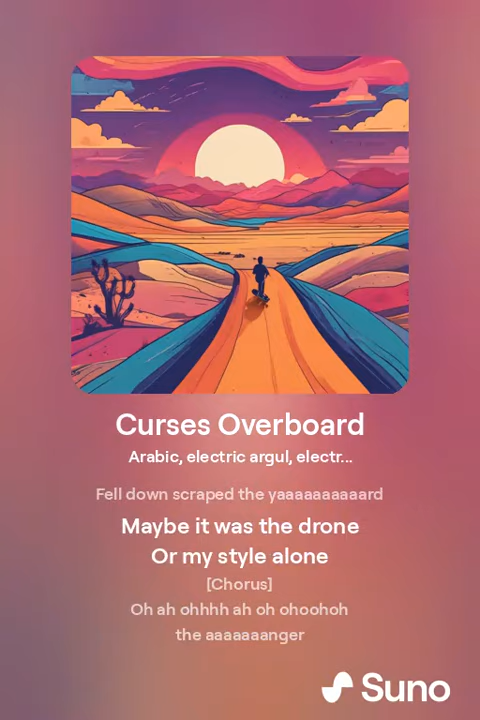 Curses Overboard
Arabic, electric argul, electr...
Fell down scraped the yaaaaaaaaaard
Maybe it was the drone
Or my style alone
[Chorus]
Oh ah ohhhh ah oh ohoohoh
the aaaaaaanger
Suno